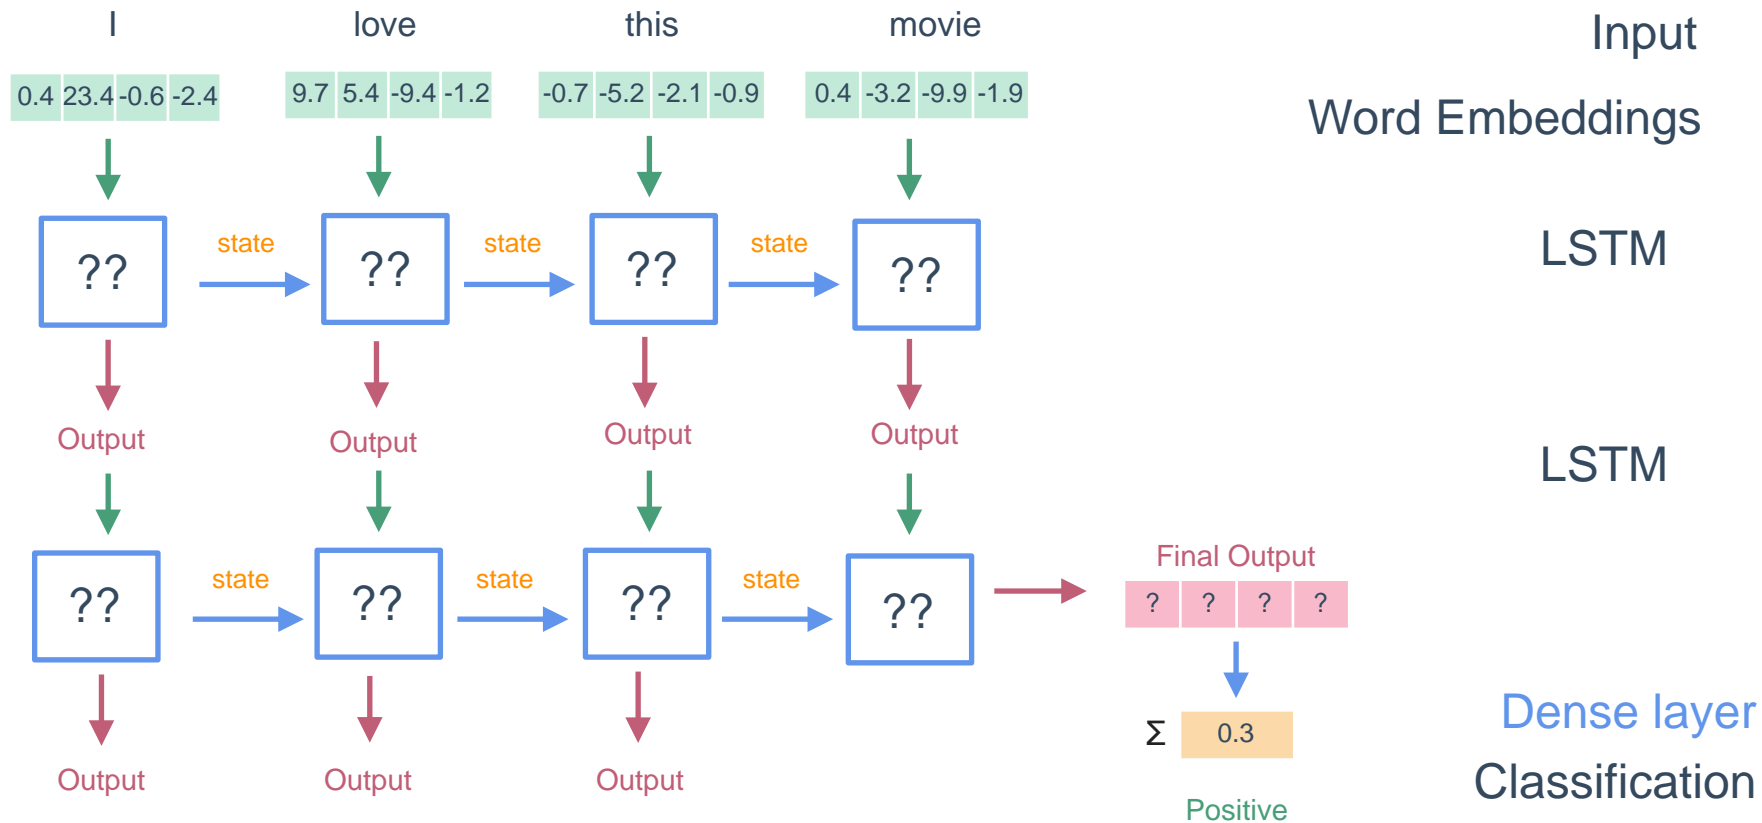 I love this movie Input
0.4 23.4 -0.6 -2.4 9.7 5.4 -9.4 -1.2 -0.7 -5.2 -2.1 -0.9 0.4 -3.2 -9.9 -1.9 Word Embeddings
?? state ?? state ?? state ?? LSTM
Output Output Output Output LSTM
?? state ?? state ?? state ?? Final Output
? ? ? ?
Dense layer
Σ 0.3
Output Output Output Classification
Positive